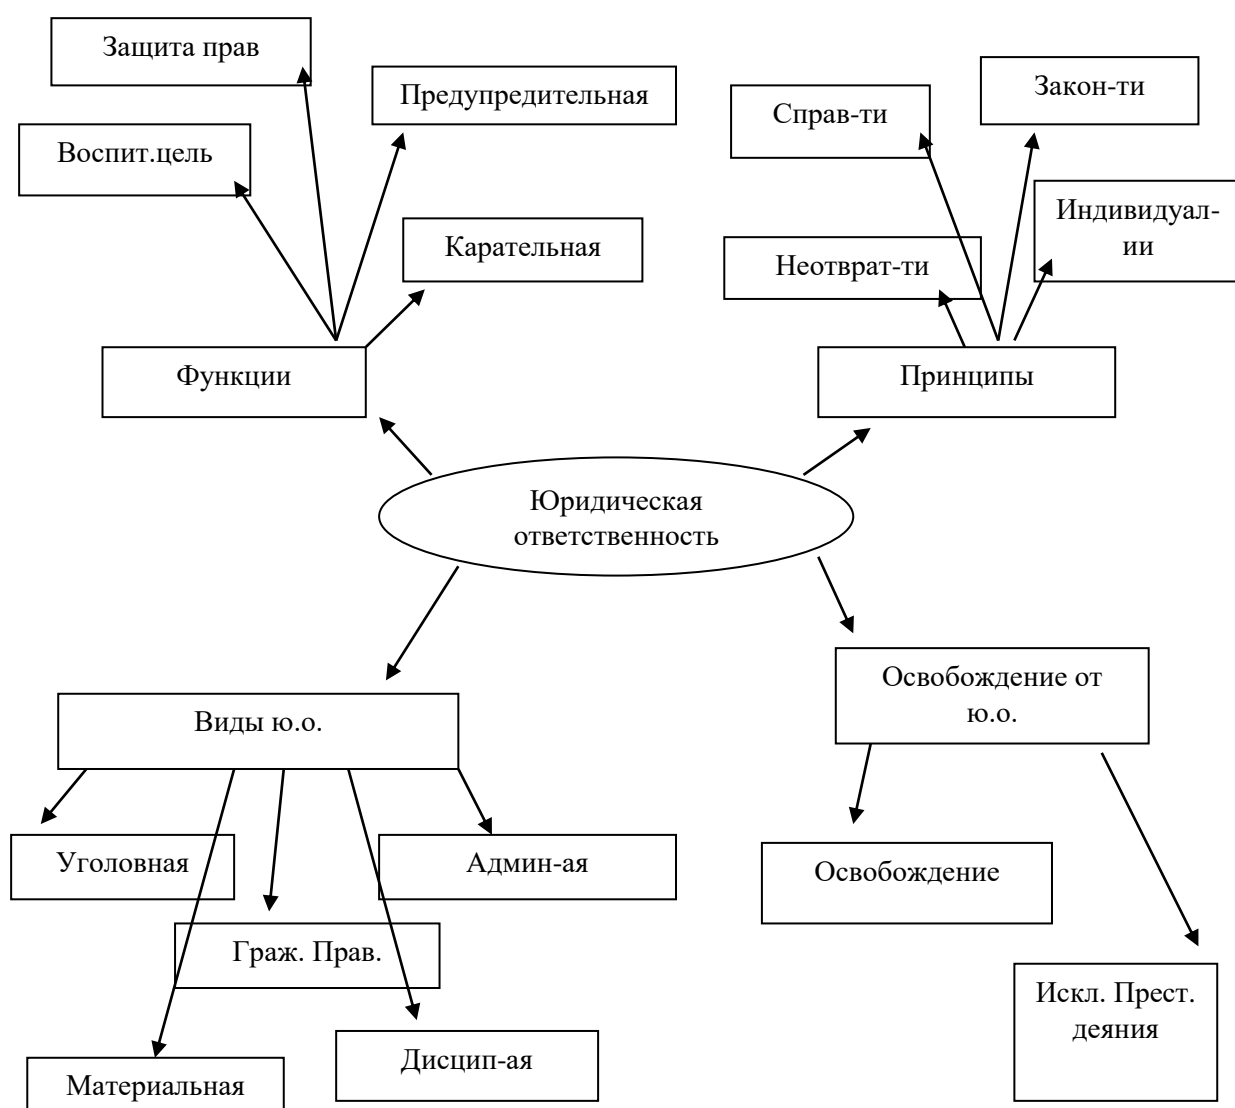 Защита прав
Предупредительная
Закон-ти
Справ-ти
Воспит.цель
Индивидуал-
ии
Карательная
Неотврат-ти
Функции
Принципы
Юридическая
ответственность
Освобождение от
ю.о.
Виды ю.о.
Уголовная
Админ-ая
Освобождение
Граж. Прав.
Искл. Прест.
деяния
Дисцип-ая
Материальная